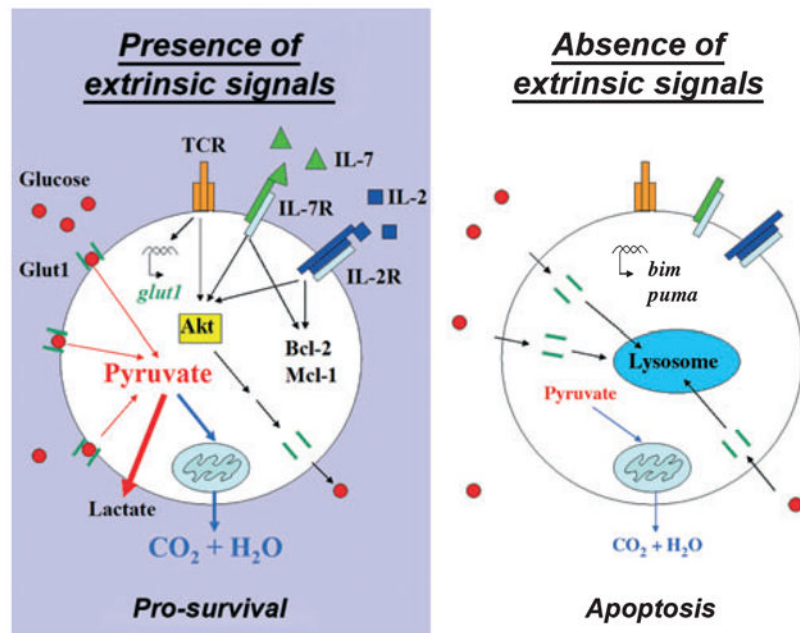 Presence of
extrinsic signals
TCR
IL-7
Glucose
IL-2
IL-7R
Glut1
IL-2R
glut1
Akt
Bcl-2
Mcl-1
Pyruvate
Lactate
CO₂ + H₂O
Pro-survival
Absence of
extrinsic signals
bim
puma
Lysosome
Pyruvate
CO₂ + H₂O
Apoptosis